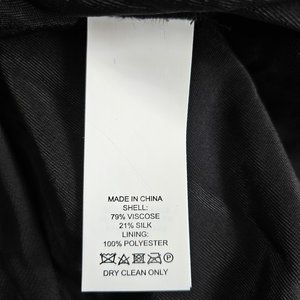 MADE IN CHINA
SHELL:
79% VISCOSE
21% SILK
LINING:
100% POLYESTER
DRY CLEAN ONLY